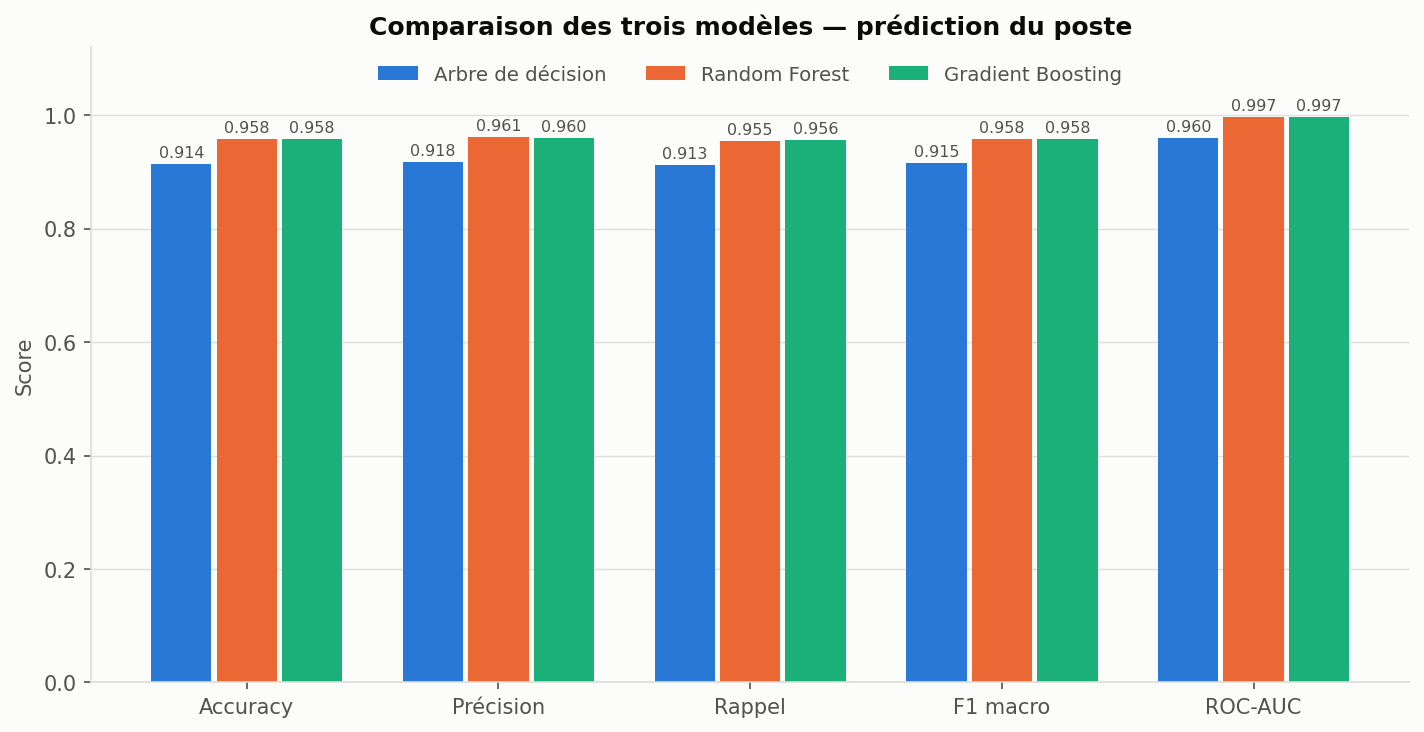 Comparaison des trois modèles — prédiction du poste
Arbre de décision Random Forest Gradient Boosting
Score
1.0
0.8
0.6
0.4
0.2
0.0
0.914 0.958 0.958
0.918 0.961 0.960
0.913 0.955 0.956
0.915 0.958 0.958
0.960 0.997 0.997
Accuracy Précision Rappel F1 macro ROC-AUC